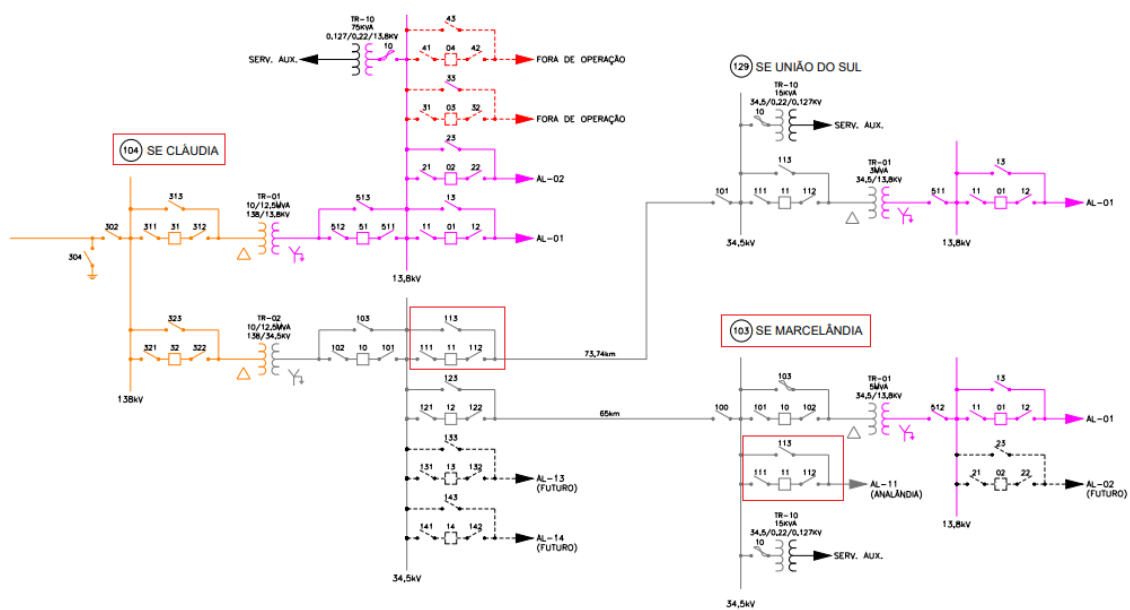 TR-10
75KVA
0.127/0.22/13,8KV
10
SERV. AUX.
43
41 04 42
FORA DE OPERAÇÃO
33
31 03 32
FORA DE OPERAÇÃO
23
21 02 22
AL-02
104 SE CLÀUDIA
302
304
313
311 31 312
TR-01
10/12,5MVA
138/13,8KV
513
512 51 511
13
11 01 12
AL-01
13,8kV
323
321 32 322
138kV
TR-02
10/12,5MVA
138/34,5KV
103
102 10 101
113
111 11 112
73,74km
123
121 12 122
65km
133
131 13 132
AL-13
(FUTURO)
143
141 14 142
AL-14
(FUTURO)
34,5kV
129 SE UNIÃO DO SUL
TR-10
15KVA
34,5/0,22/0,127KV
10
SERV. AUX.
101
113
111 11 112
34,5kV
TR-01
3MVA
34,5/13,8KV
511
13
11 01 12
AL-01
13,8kV
103 SE MARCELÂNDIA
100
103
101 10 102
TR-01
5MVA
34,5/13,8KV
512
13
11 01 12
AL-01
113
111 11 112
AL-11
(ANALÂNDIA)
23
21 02 22
AL-02
(FUTURO)
13,8kV
TR-10
15KVA
34,5/0,22/0,127KV
10
SERV. AUX.
34,5kV